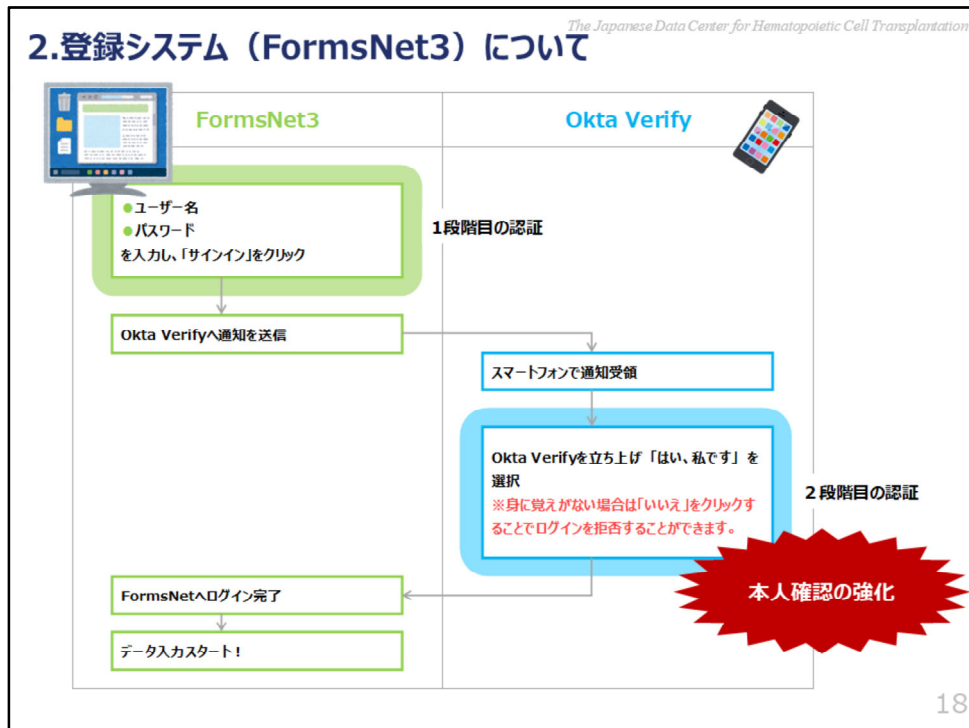 The Japanese Data Center for Hematopoietic Cell Transplantation
2.登録システム（FormsNet3）について
FormsNet3
Okta Verify
●ユーザー名
●パスワード
を入力し、「サインイン」をクリック
1段階目の認証
Okta Verifyへ通知を送信
スマートフォンで通知受領
Okta Verifyを立ち上げ「はい、私です」を
選択
※身に覚えがない場合は「いいえ」をクリックす
ることでログインを拒否することができます。
２段階目の認証
本人確認の強化
FormsNetへログイン完了
データ入力スタート！
18